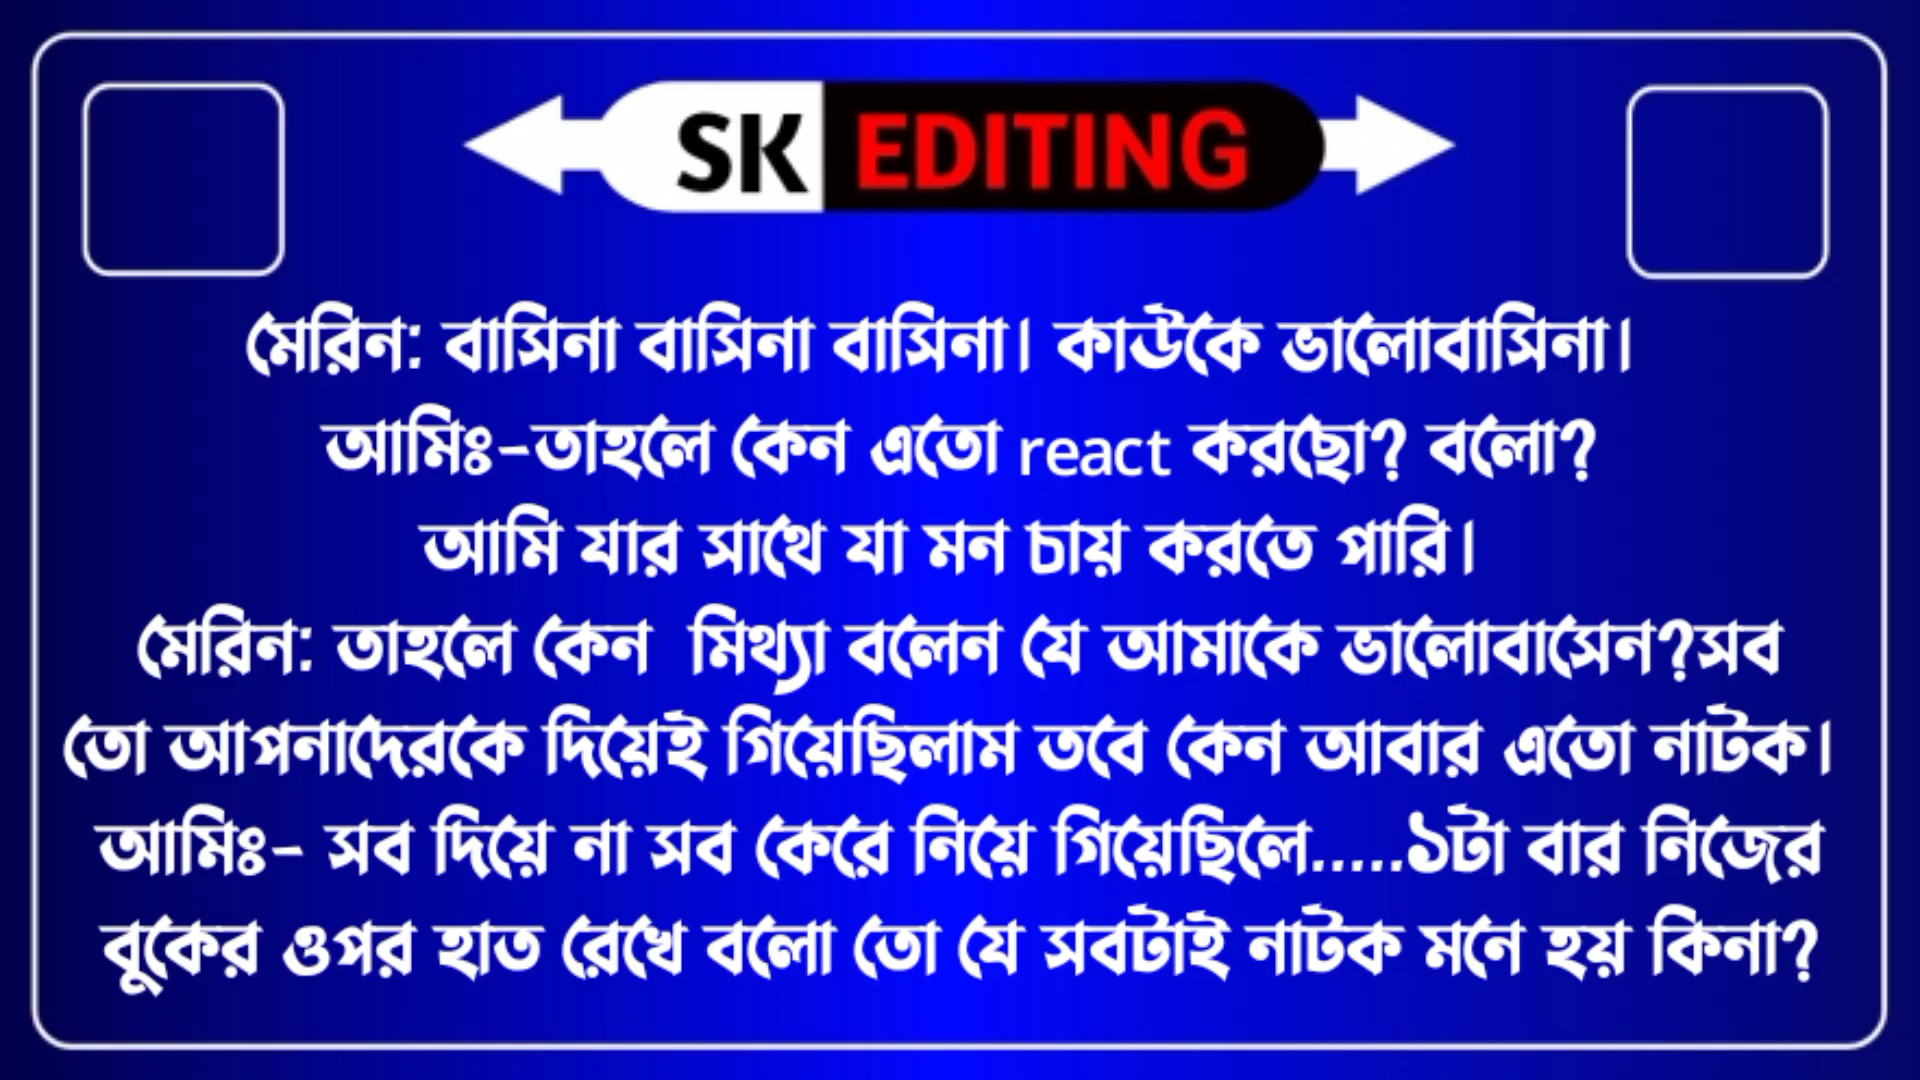 SK EDITING
মেরিন: বাসিনা বাসিনা বাসিনা। কাউকে ভালোবাসিনা।
আমিঃ-তাহলে কেন এতো react করছো? বলো?
আমি যার সাথে যা মন চায় করতে পারি।
মেরিন: তাহলে কেন মিথ্যা বলেন যে আমাকে ভালোবাসেন?সব
তো আপনাদেরকে দিয়েই গিয়েছিলাম তবে কেন আবার এতো নাটক।
আমিঃ- সব দিয়ে না সব কেরে নিয়ে গিয়েছিলে.....১টা বার নিজের
বুকের ওপর হাত রেখে বলো তো যে সবটাই নাটক মনে হয় কিনা?